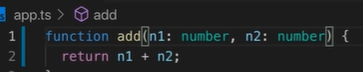 app.ts > add
1 function add(n1: number, n2: number) {
2 return n1 + n2;